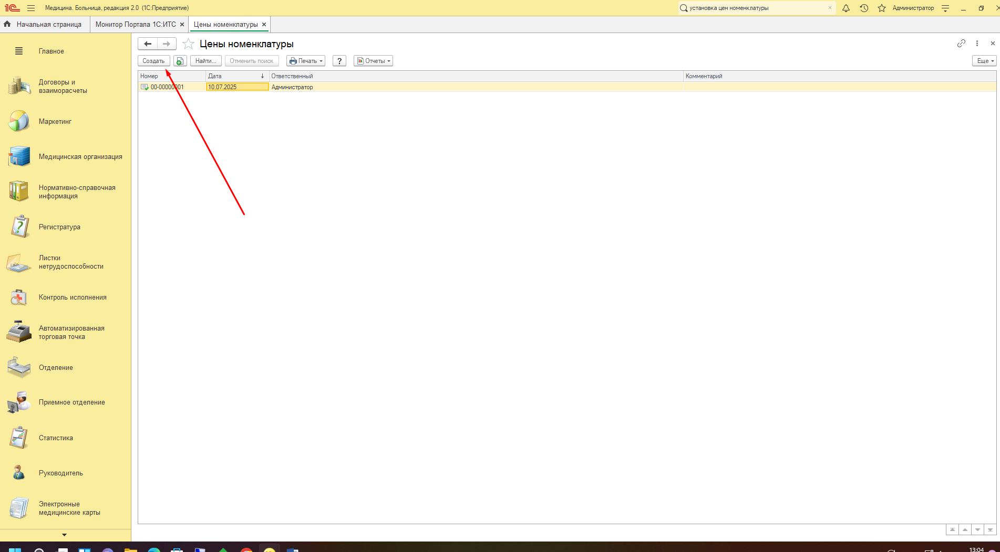 1С Медицина. Больница, редакция 2.0 (1С:Предприятие) установка цен номенклатуры × Администратор
Начальная страница Монитор Портала 1С:ИТС × Цены номенклатуры ×
Главное
Договоры и
взаиморасчеты
Маркетинг
Медицинская организация
Нормативно-справочная
информация
Регистратура
Листки
нетрудоспособности
Контроль исполнения
Автоматизированная
торговая точка
Отделение
Приемное отделение
Статистика
Руководитель
Электронные
медицинские карты
Цены номенклатуры
Создать Найти... Отменить поиск Печать ? Отчеты Еще
Номер Дата ↓ Ответственный Комментарий
00-00000001 10.07.2025 Администратор
13:04